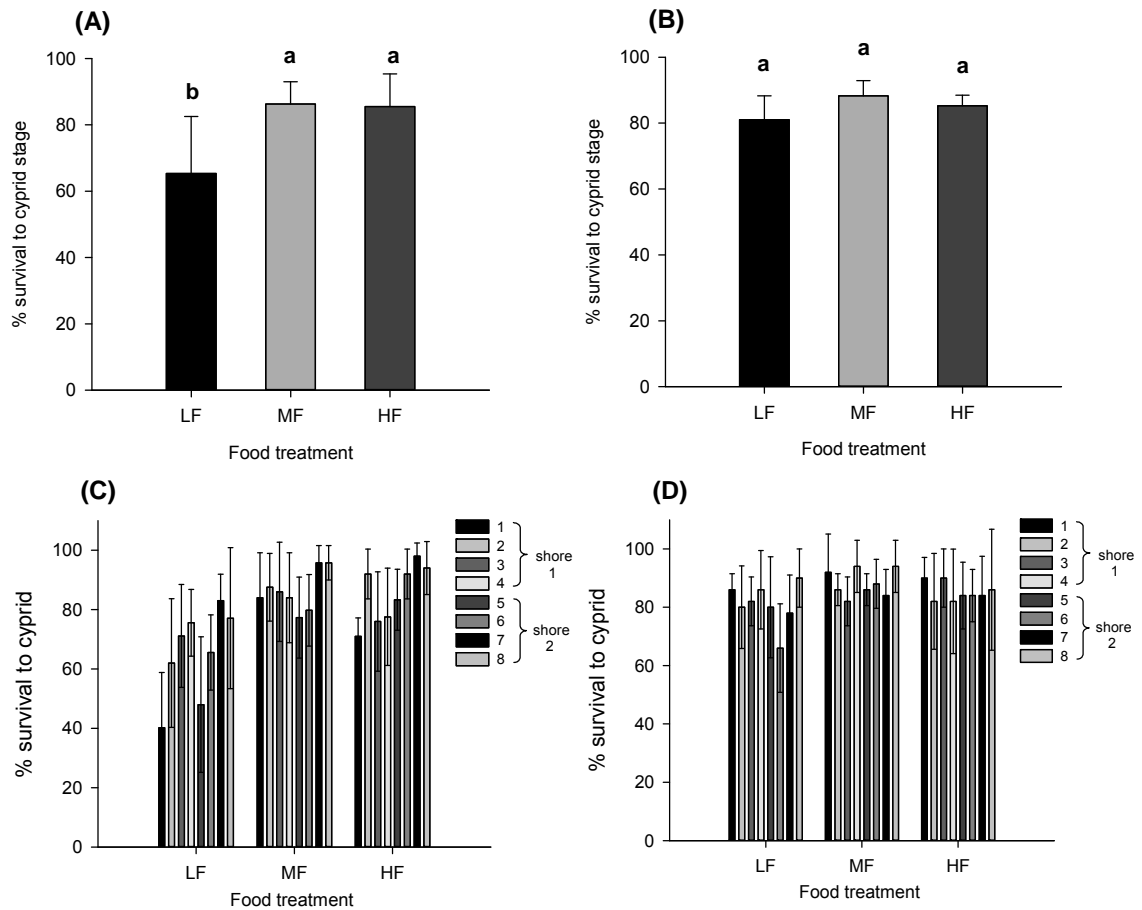 (A)
% survival to cyprid stage
100
80
60
40
20
0
b
a
a
LF
MF
HF
Food treatment
(B)
% survival to cyprid stage
100
80
60
40
20
0
a
a
a
LF
MF
HF
Food treatment
(C)
% survival to cyprid
100
80
60
40
20
0
LF
MF
HF
Food treatment
1
2
3
4
5
6
7
8
shore
1
shore
2
(D)
% survival to cyprid
100
80
60
40
20
0
LF
MF
HF
Food treatment
1
2
3
4
5
6
7
8
shore
1
shore
2